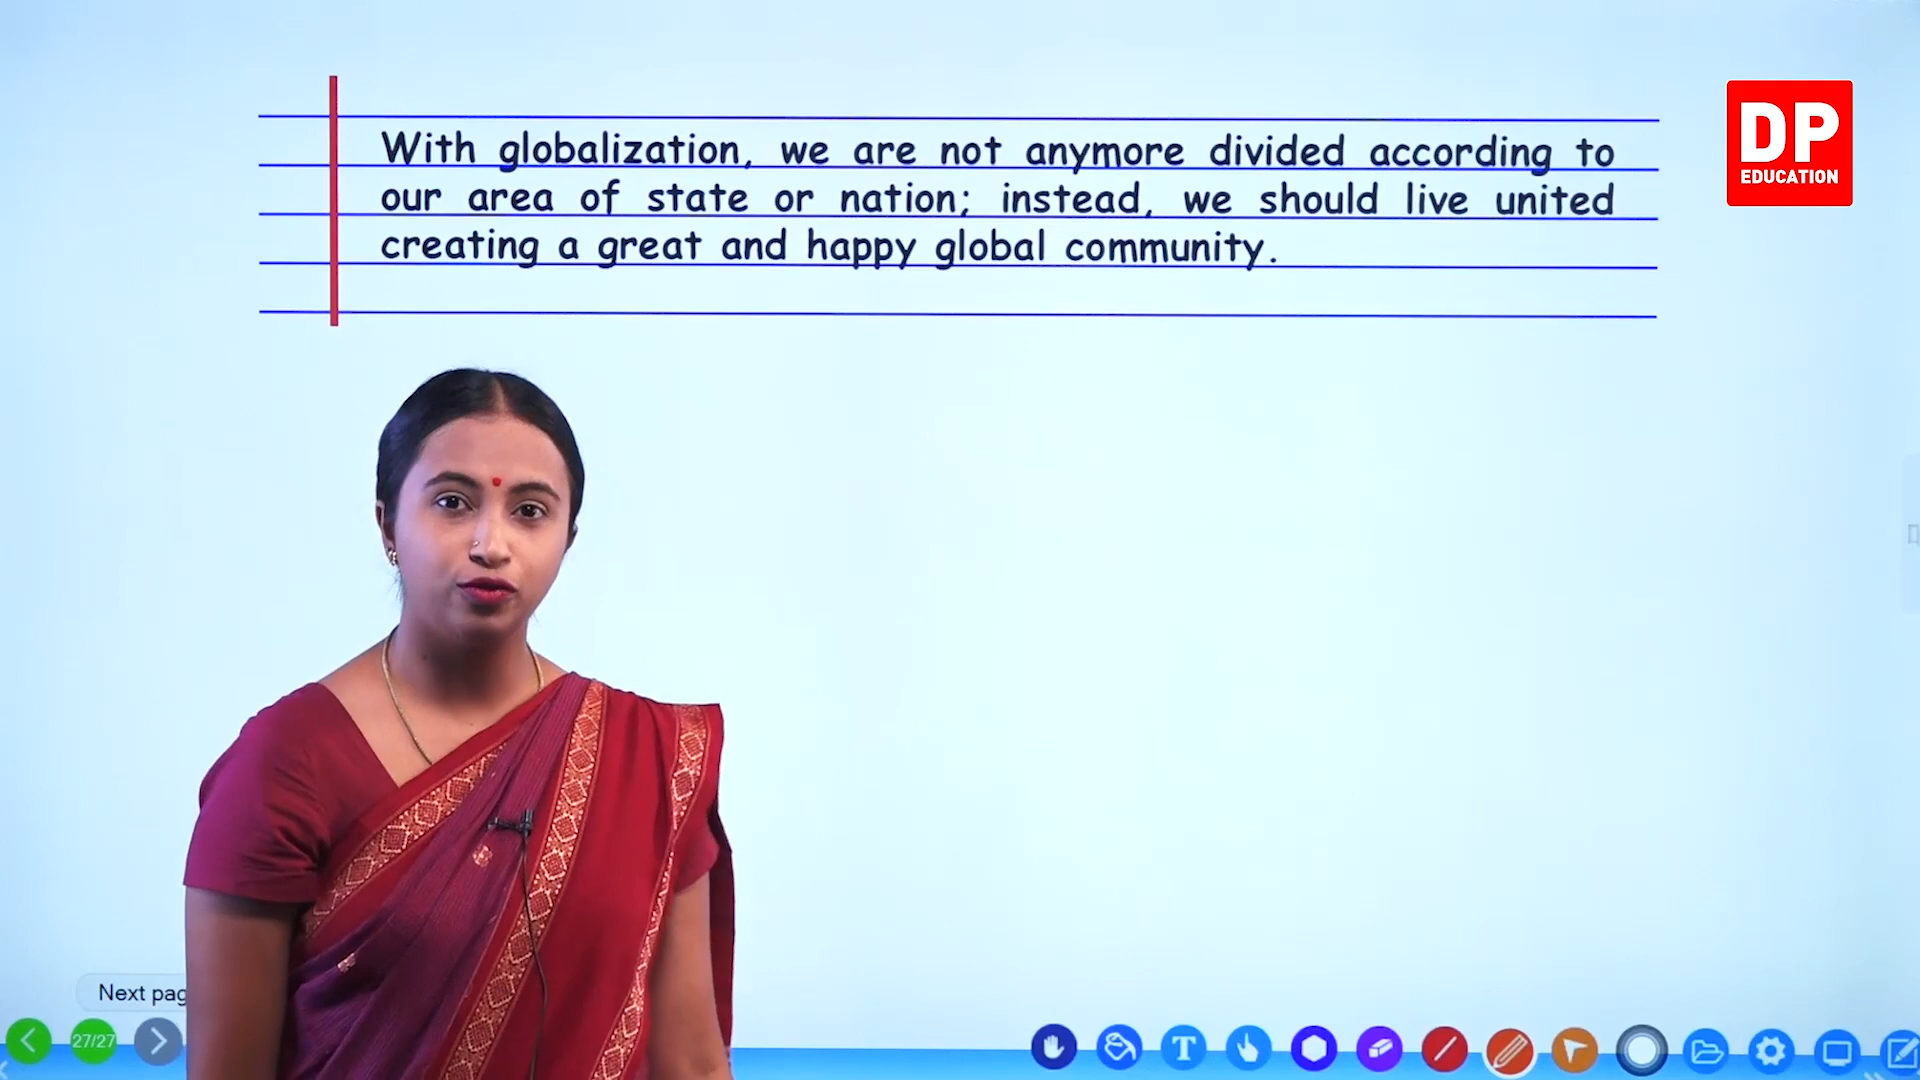 With globalization, we are not anymore divided according to
our area of state or nation; instead, we should live united
creating a great and happy global community.
DP
EDUCATION
Next pag
27/27
T